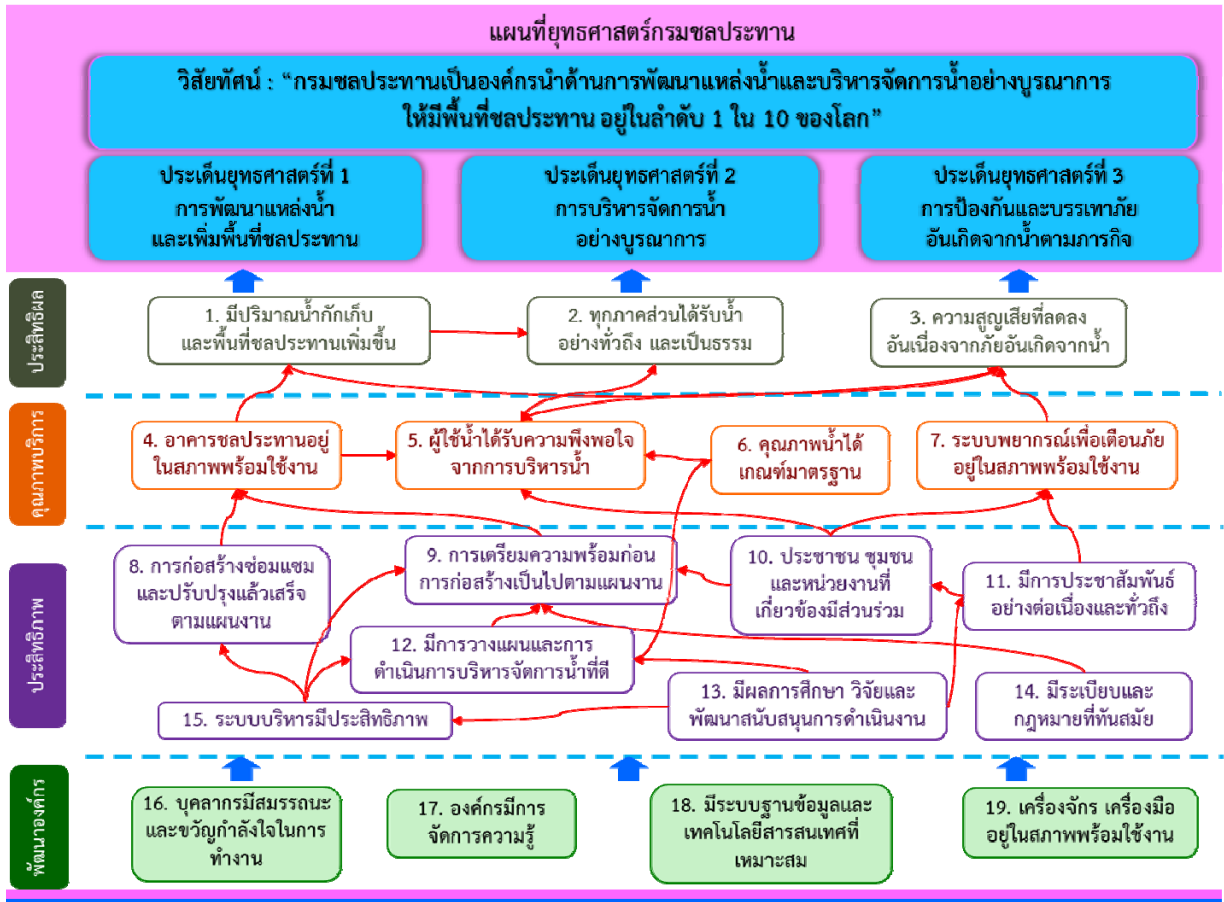 แผนที่ยุทธศาสตร์กรมชลประทาน
วิสัยทัศน์ : “กรมชลประทานเป็นองค์กรนำด้านการพัฒนาแหล่งน้ำและบริหารจัดการน้ำอย่างบูรณาการ
ให้มีพื้นที่ชลประทาน อยู่ในลำดับ 1 ใน 10 ของโลก”
ประเด็นยุทธศาสตร์ที่ 1
การพัฒนาแหล่งน้ำ
และเพิ่มพื้นที่ชลประทาน
ประเด็นยุทธศาสตร์ที่ 2
การบริหารจัดการน้ำ
อย่างบูรณาการ
ประเด็นยุทธศาสตร์ที่ 3
การป้องกันและบรรเทาภัย
อันเกิดจากน้ำตามภารกิจ
ประสิทธิผล
1. มีปริมาณน้ำกักเก็บ
และพื้นที่ชลประทานเพิ่มขึ้น
2. ทุกภาคส่วนได้รับน้ำ
อย่างทั่วถึง และเป็นธรรม
3. ความสูญเสียที่ลดลง
อันเนื่องจากภัยอันเกิดจากน้ำ
คุณภาพบริการ
4. อาคารชลประทานอยู่
ในสภาพพร้อมใช้งาน
5. ผู้ใช้น้ำได้รับความพึงพอใจ
จากการบริหารน้ำ
6. คุณภาพน้ำได้
เกณฑ์มาตรฐาน
7. ระบบพยากรณ์เพื่อเตือนภัย
อยู่ในสภาพพร้อมใช้งาน
ประสิทธิภาพ
8. การก่อสร้างซ่อมแซม
และปรับปรุงแล้วเสร็จ
ตามแผนงาน
9. การเตรียมความพร้อมก่อน
การก่อสร้างเป็นไปตามแผนงาน
10. ประชาชน ชุมชน
และหน่วยงานที่
เกี่ยวข้องมีส่วนร่วม
11. มีการประชาสัมพันธ์
อย่างต่อเนื่องและทั่วถึง
12. มีการวางแผนและการ
ดำเนินการบริหารจัดการน้ำที่ดี
13. มีผลการศึกษา วิจัยและ
พัฒนาสนับสนุนการดำเนินงาน
14. มีระเบียบและ
กฎหมายที่ทันสมัย
15. ระบบบริหารมีประสิทธิภาพ
พัฒนาองค์กร
16. บุคลากรมีสมรรถนะ
และขวัญกำลังใจในการ
ทำงาน
17. องค์กรมีการ
จัดการความรู้
18. มีระบบฐานข้อมูลและ
เทคโนโลยีสารสนเทศที่
เหมาะสม
19. เครื่องจักร เครื่องมือ
อยู่ในสภาพพร้อมใช้งาน